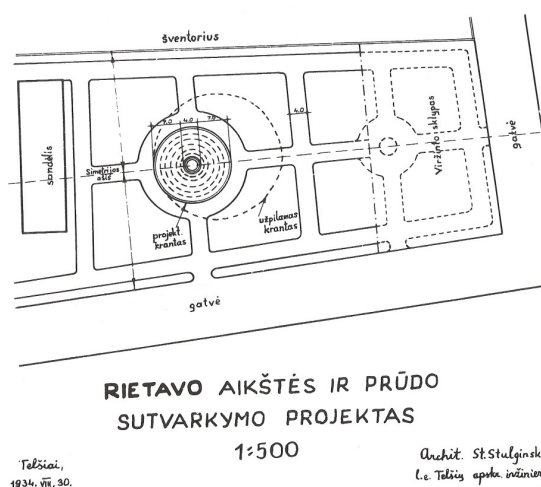 šventorius
sandėlis
Simetrijos
ašis
7.0 4.0 7.0
4.0
projekt.
krantas
užpilamas
krantas
Viržinto sklypas
gatvė
gatvė
RIETAVO AIKŠTĖS IR PRŪDO
SUTVARKYMO PROJEKTAS
1:500
Telšiai,
1934. VIII. 30.
Archit. St. Stulginsk
l.e. Telšių apskr. inžinier